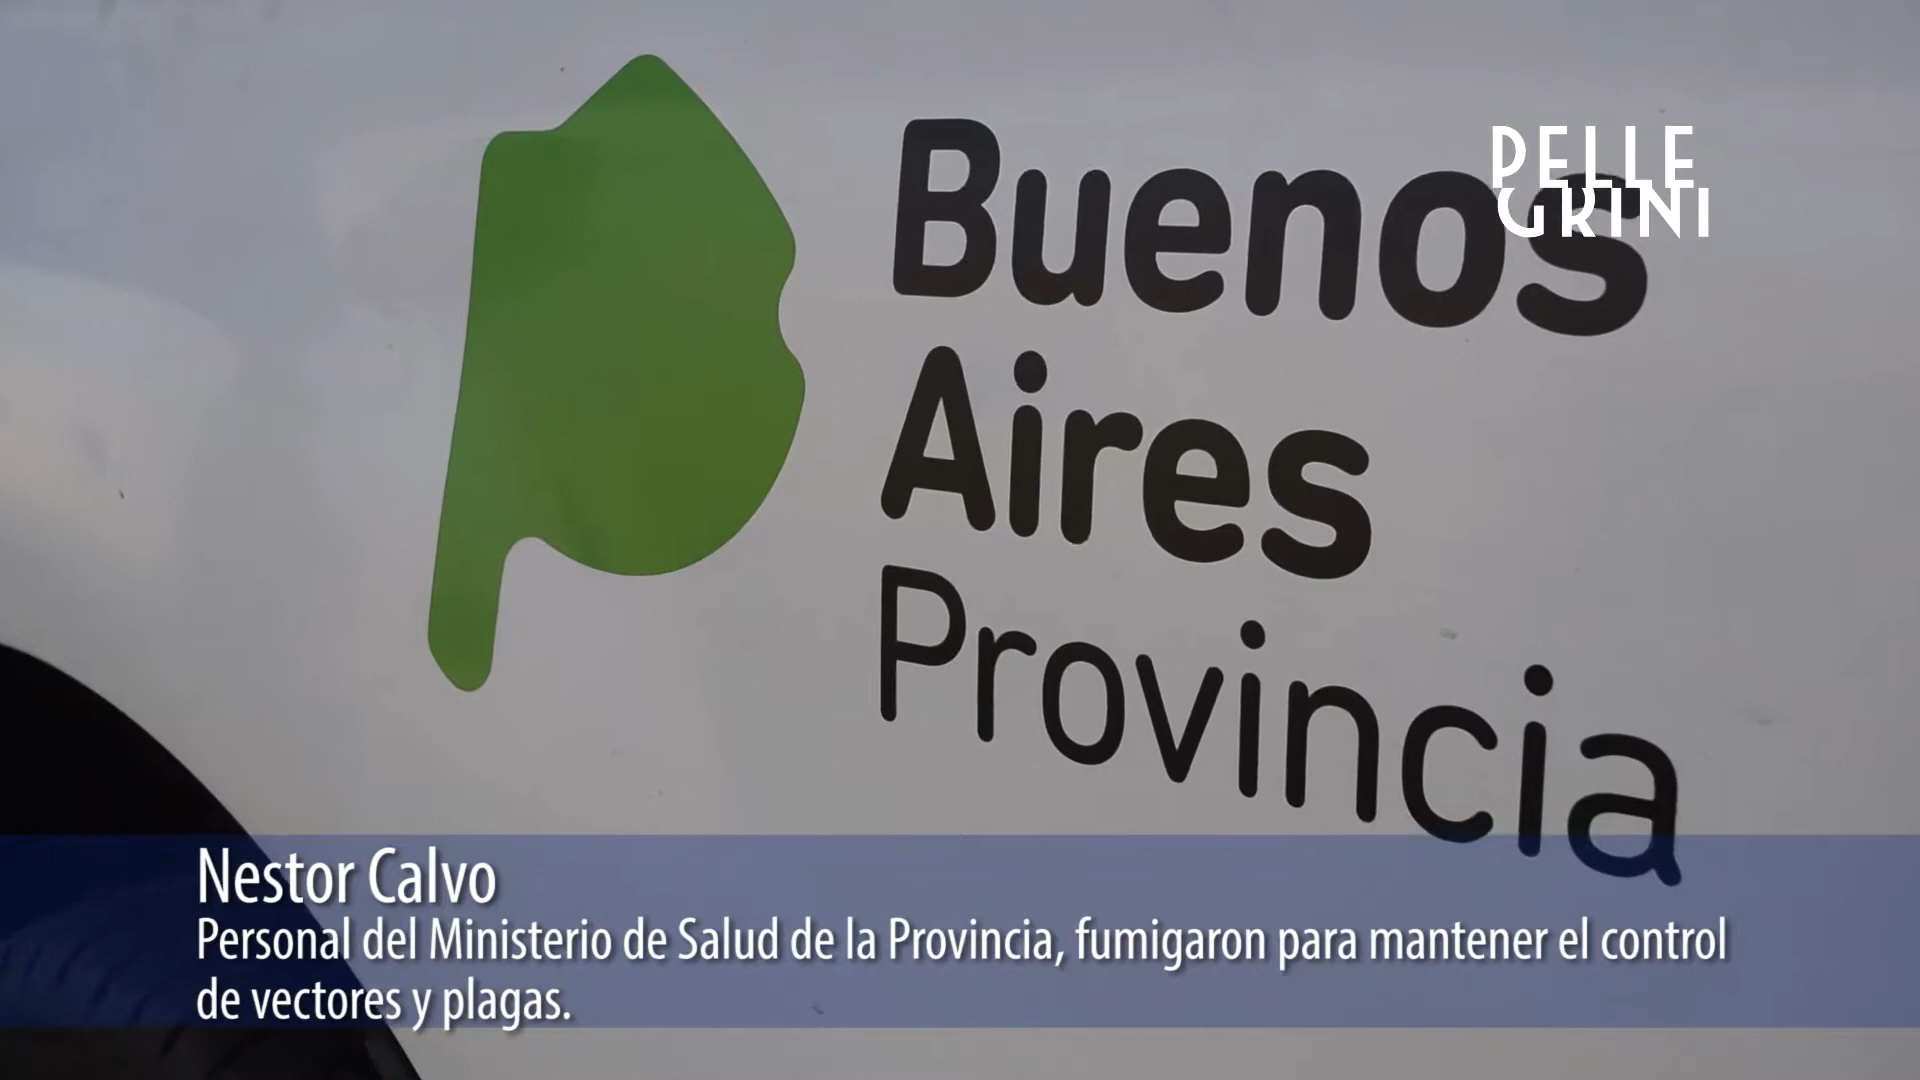 Buenos
Aires
Provincia
PELLE
GRINI
Nestor Calvo
Personal del Ministerio de Salud de la Provincia, fumigaron para mantener el control
de vectores y plagas.